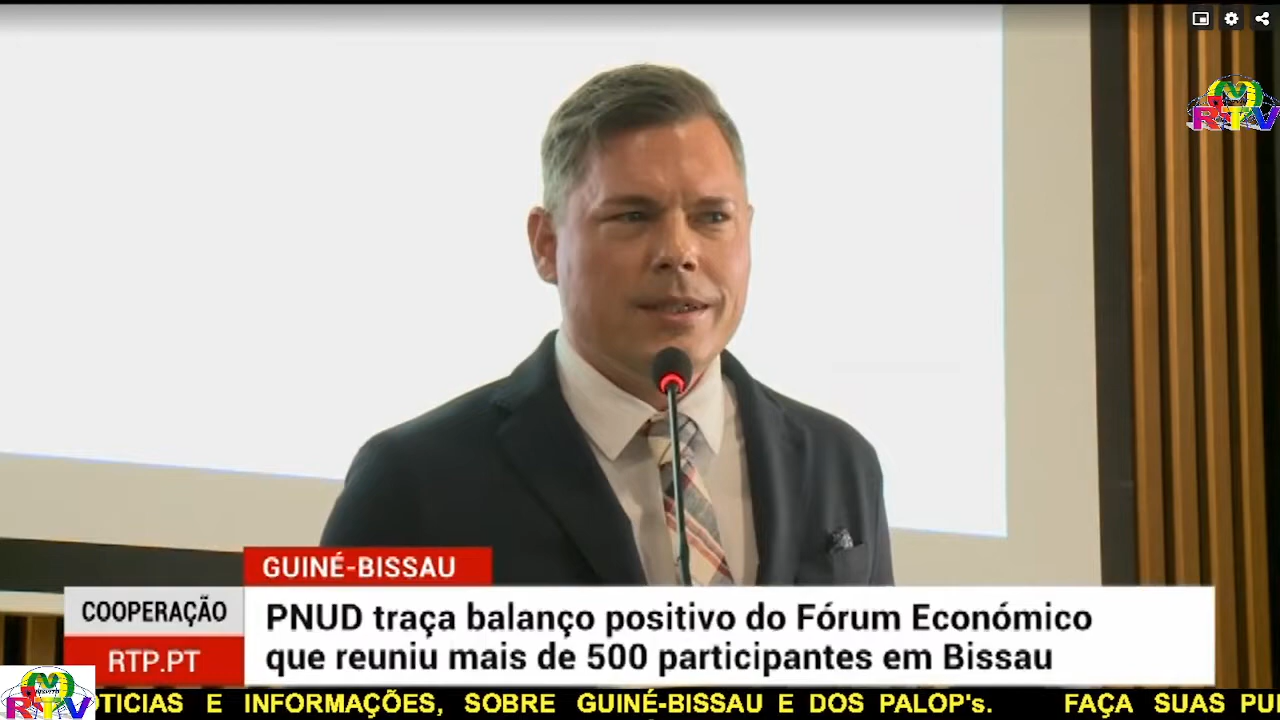 RTV
GUINÉ-BISSAU
COOPERAÇÃO
PNUD traça balanço positivo do Fórum Económico
que reuniu mais de 500 participantes em Bissau
RTP.PT
RTV
TICIAS E INFORMAÇÕES, SOBRE GUINÉ-BISSAU E DOS PALOP's. FAÇA SUAS PU